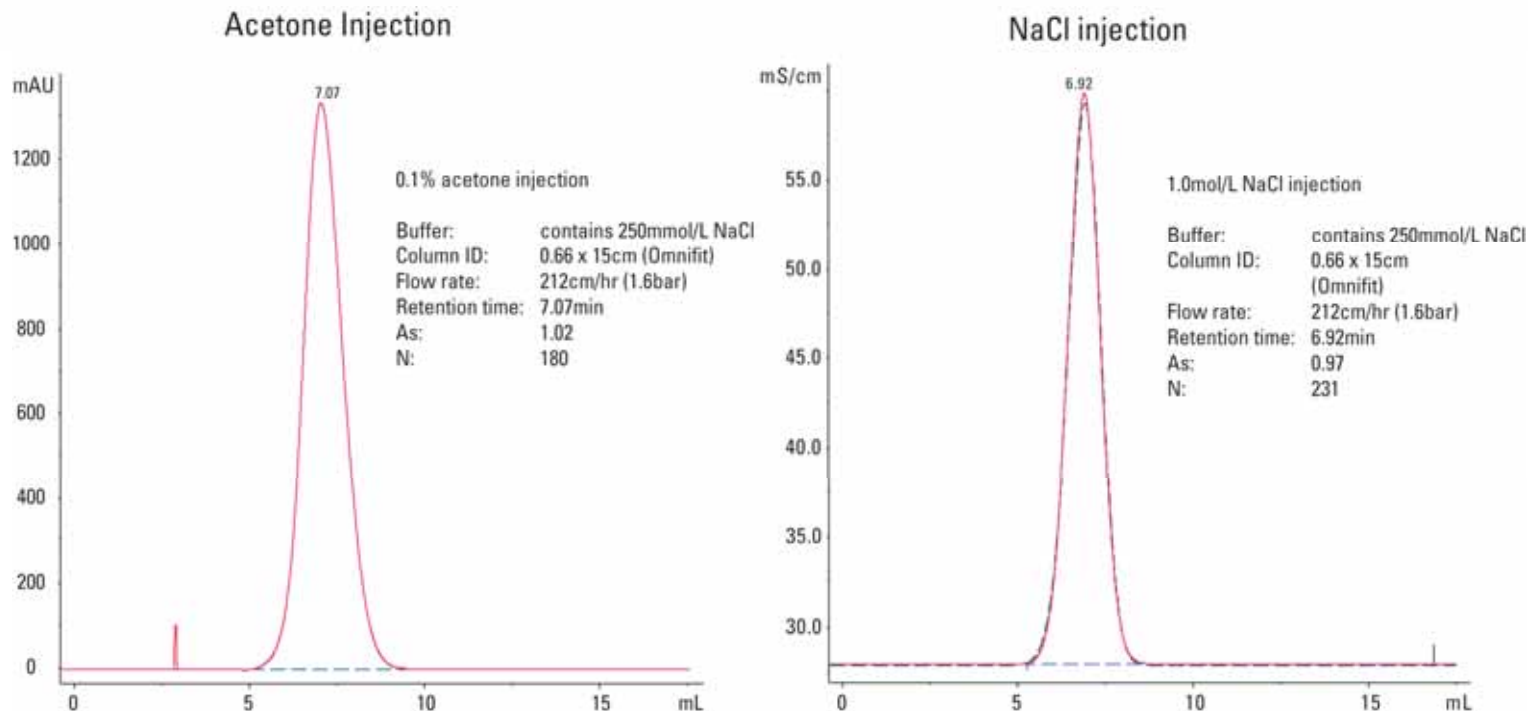 Acetone Injection
mAU
7.07
1200
1000
800
600
400
200
0
0.1% acetone injection
Buffer: contains 250mmol/L NaCl
Column ID: 0.66 x 15cm (Omnifit)
Flow rate: 212cm/hr (1.6bar)
Retention time: 7.07min
As: 1.02
N: 180
0 5 10 15 mL
NaCl injection
mS/cm
6.92
55.0
50.0
45.0
40.0
35.0
30.0
1.0mol/L NaCl injection
Buffer: contains 250mmol/L NaCl
Column ID: 0.66 x 15cm
(Omnifit)
Flow rate: 212cm/hr (1.6bar)
Retention time: 6.92min
As: 0.97
N: 231
0 5 10 15 mL